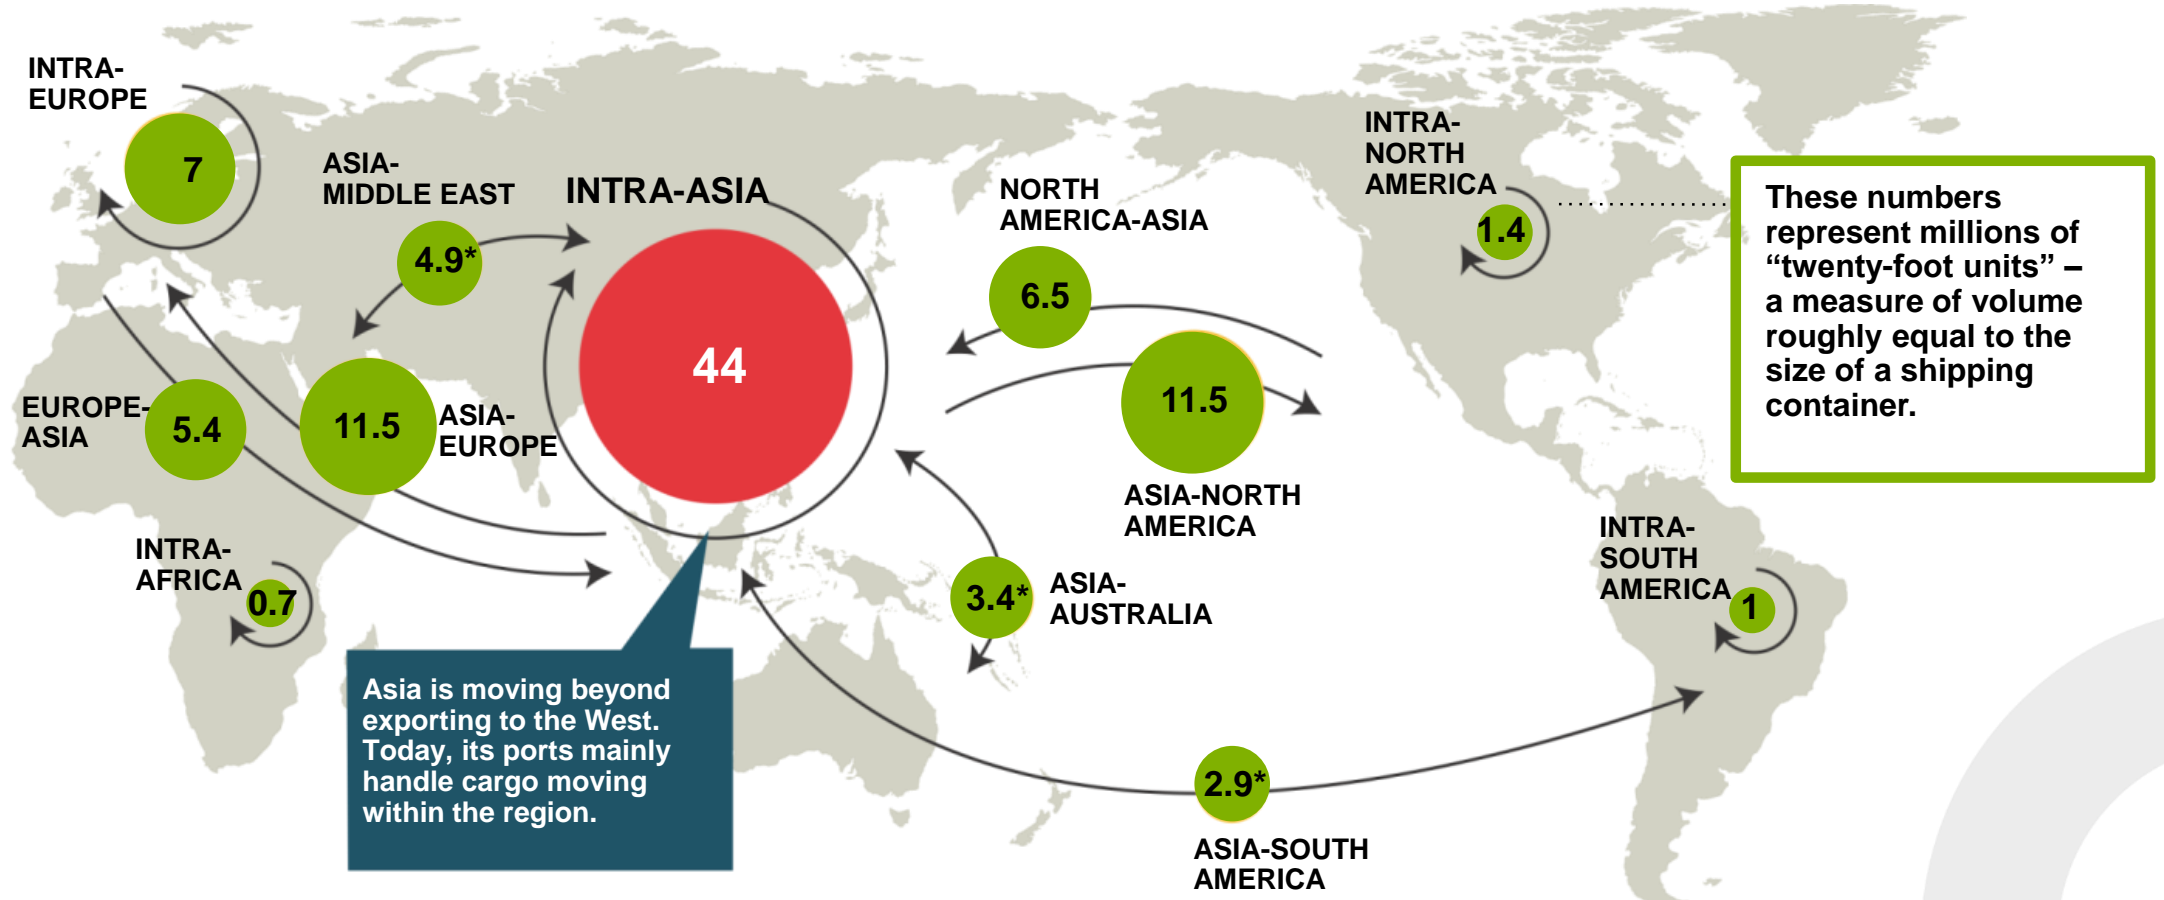 INTRA-
EUROPE
7
ASIA-
MIDDLE EAST
4.9*
INTRA-ASIA
44
NORTH
AMERICA-ASIA
6.5
INTRA-
NORTH
AMERICA
1.4
These numbers
represent millions of
“twenty-foot units” –
a measure of volume
roughly equal to the
size of a shipping
container.
EUROPE-
ASIA
5.4
11.5
ASIA-
EUROPE
11.5
ASIA-NORTH
AMERICA
INTRA-
AFRICA
0.7
3.4*
ASIA-
AUSTRALIA
INTRA-
SOUTH
AMERICA
1
Asia is moving beyond
exporting to the West.
Today, its ports mainly
handle cargo moving
within the region.
2.9*
ASIA-SOUTH
AMERICA